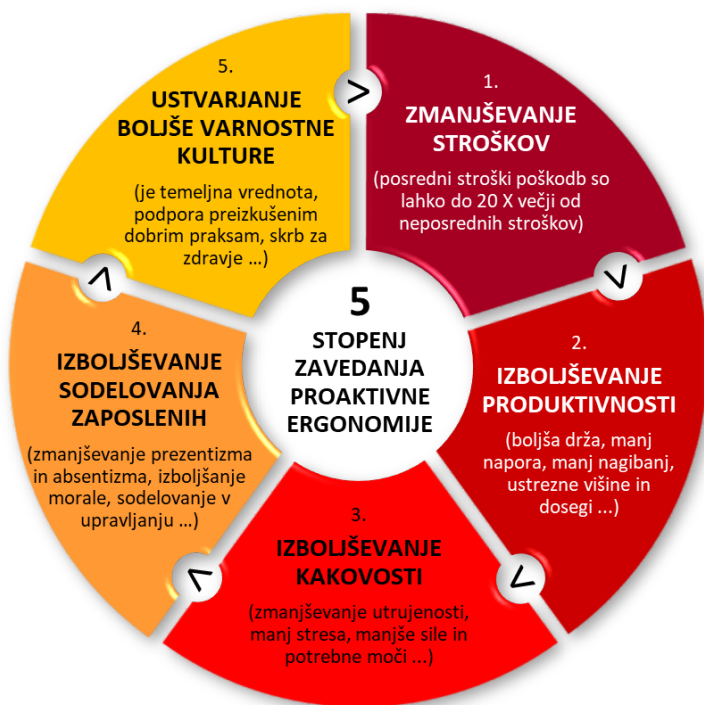 5
STOPENJ
ZAVEDANJA
PROAKTIVNE
ERGONOMIJE
1.
ZMANJŠEVANJE
STROŠKOV
(posredni stroški poškodb so
lahko do 20 X večji od
neposrednih stroškov)
2.
IZBOLJŠEVANJE
PRODUKTIVNOSTI
(boljša drža, manj
napora, manj nagibanj,
ustrezne višine in
dosegi ...)
3.
IZBOLJŠEVANJE
KAKOVOSTI
(zmanjševanje utrujenosti,
manj stresa, manjše sile in
potrebne moči ...)
4.
IZBOLJŠEVANJE
SODELOVANJA
ZAPOSLENIH
(zmanjševanje prezentizma
in absentizma, izboljšanje
morale, sodelovanje v
upravljanju ...)
5.
USTVARJANJE
BOLJŠE VARNOSTNE
KULTURE
(je temeljna vrednota,
podpora preizkušenim
dobrim praksam, skrb za
zdravje ...)